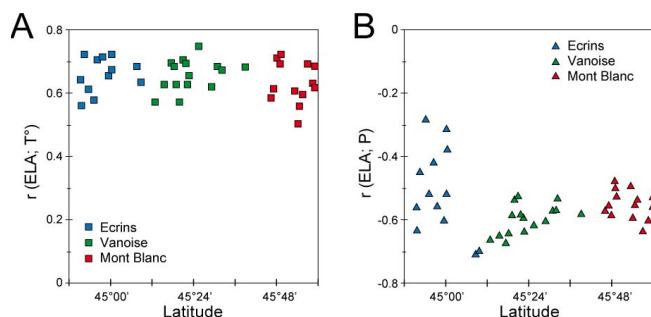 A
0.8
0.6
0.4
0.2
0
r (ELA; T°)
Ecrins
Vanoise
Mont Blanc
45°00'
45°24'
45°48'
Latitude
B
-0
-0.2
-0.4
-0.6
-0.8
r (ELA; P)
Ecrins
Vanoise
Mont Blanc
45°00'
45°24'
45°48'
Latitude